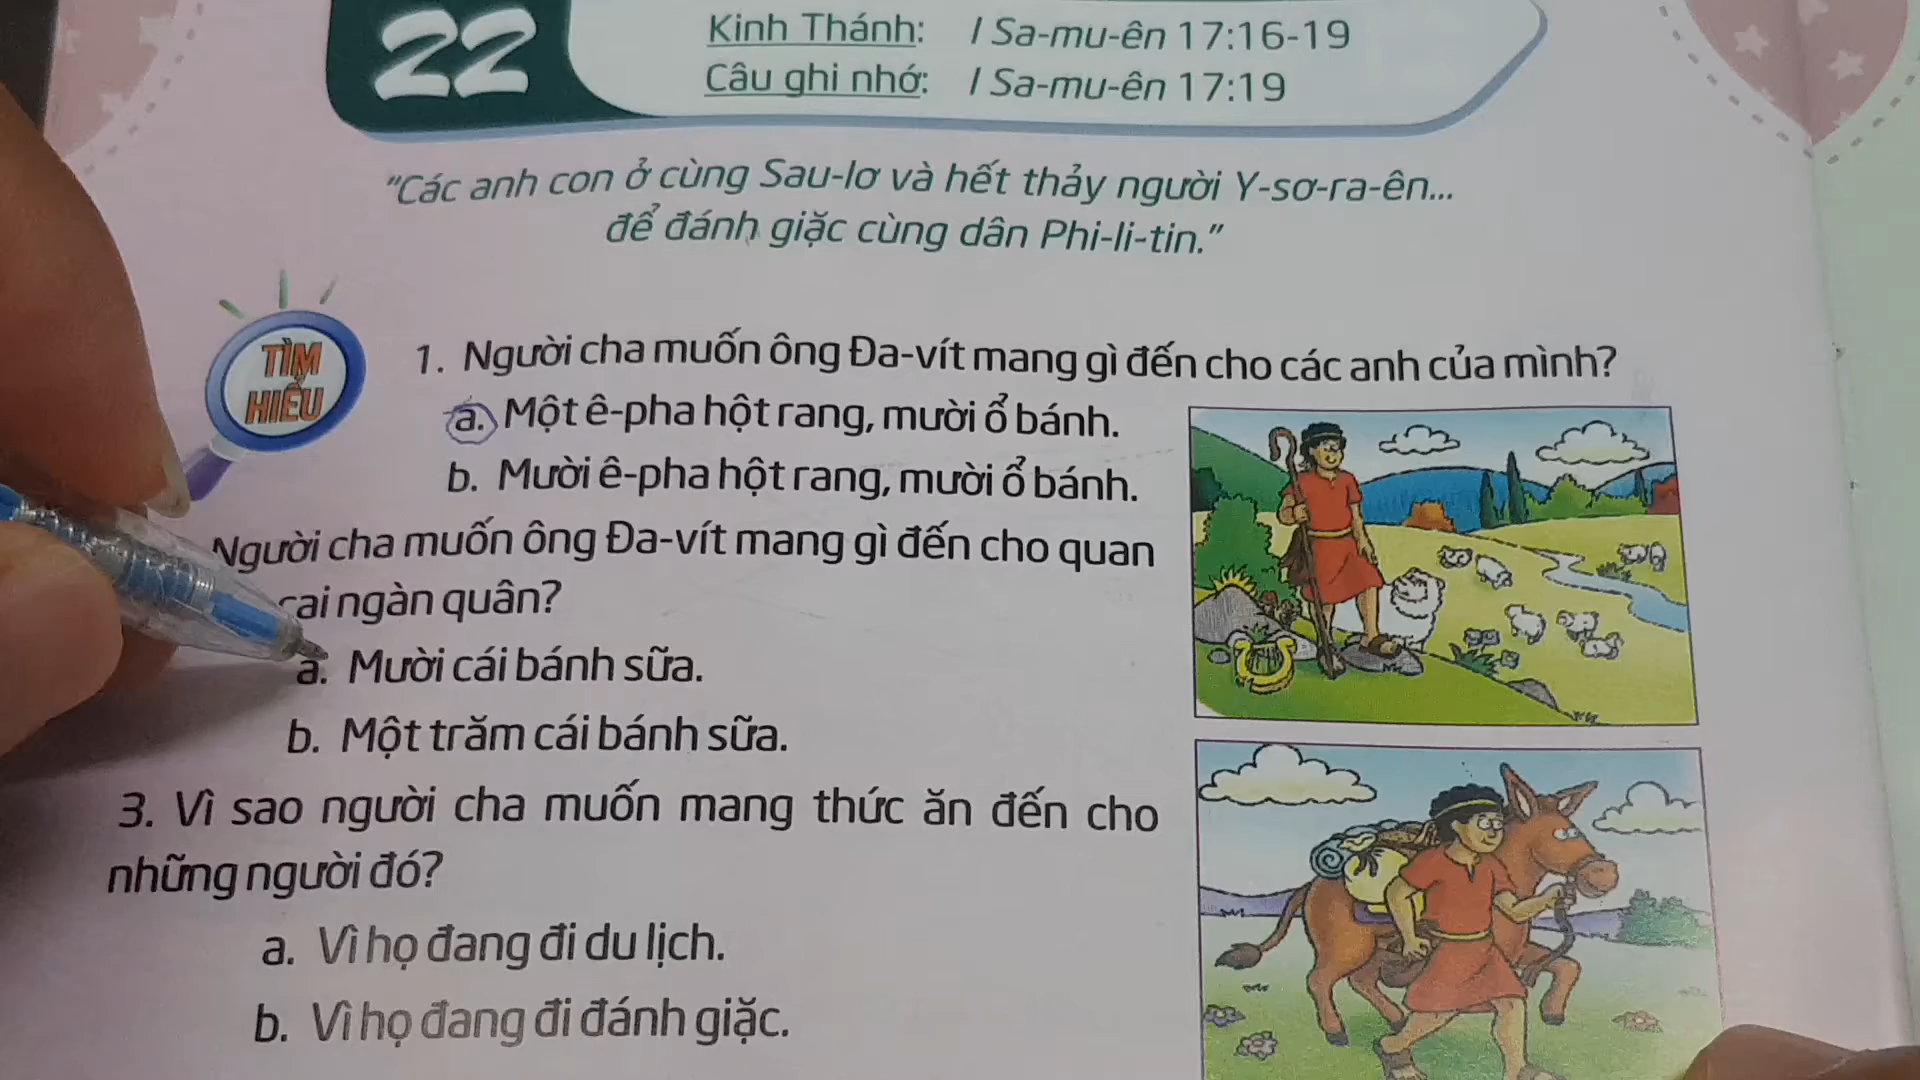 22
Kinh Thánh: I Sa-mu-ên 17:16-19
Câu ghi nhớ: I Sa-mu-ên 17:19
"Các anh con ở cùng Sau-lơ và hết thảy người Y-sơ-ra-ên...
để đánh giặc cùng dân Phi-li-tin."
TÌM
HIỂU
1. Người cha muốn ông Đa-vít mang gì đến cho các anh của mình?
a. Một ê-pha hột rang, mười ổ bánh.
b. Mười ê-pha hột rang, mười ổ bánh.
Người cha muốn ông Đa-vít mang gì đến cho quan
cai ngàn quân?
a. Mười cái bánh sữa.
b. Một trăm cái bánh sữa.
3. Vì sao người cha muốn mang thức ăn đến cho
những người đó?
a. Vì họ đang đi du lịch.
b. Vì họ đang đi đánh giặc.